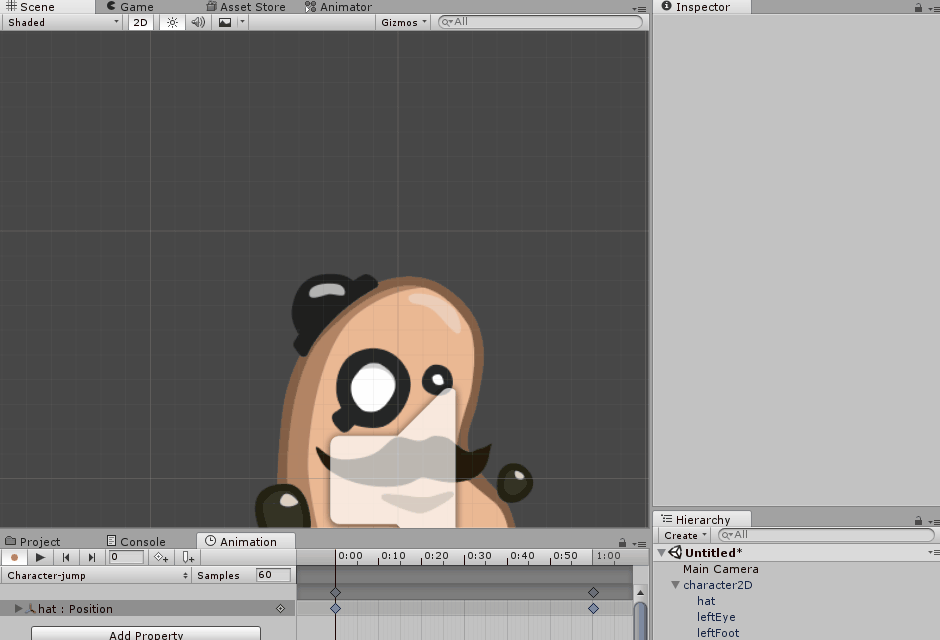 Scene Game Asset Store Animator
Shaded 2D Gizmos All
Inspector
Project Console Animation
0 0:00 0:10 0:20 0:30 0:40 0:50 1:00
Character-jump Samples 60
hat : Position
Add Property
Hierarchy
Create All
Untitled*
Main Camera
character2D
hat
leftEye
leftFoot